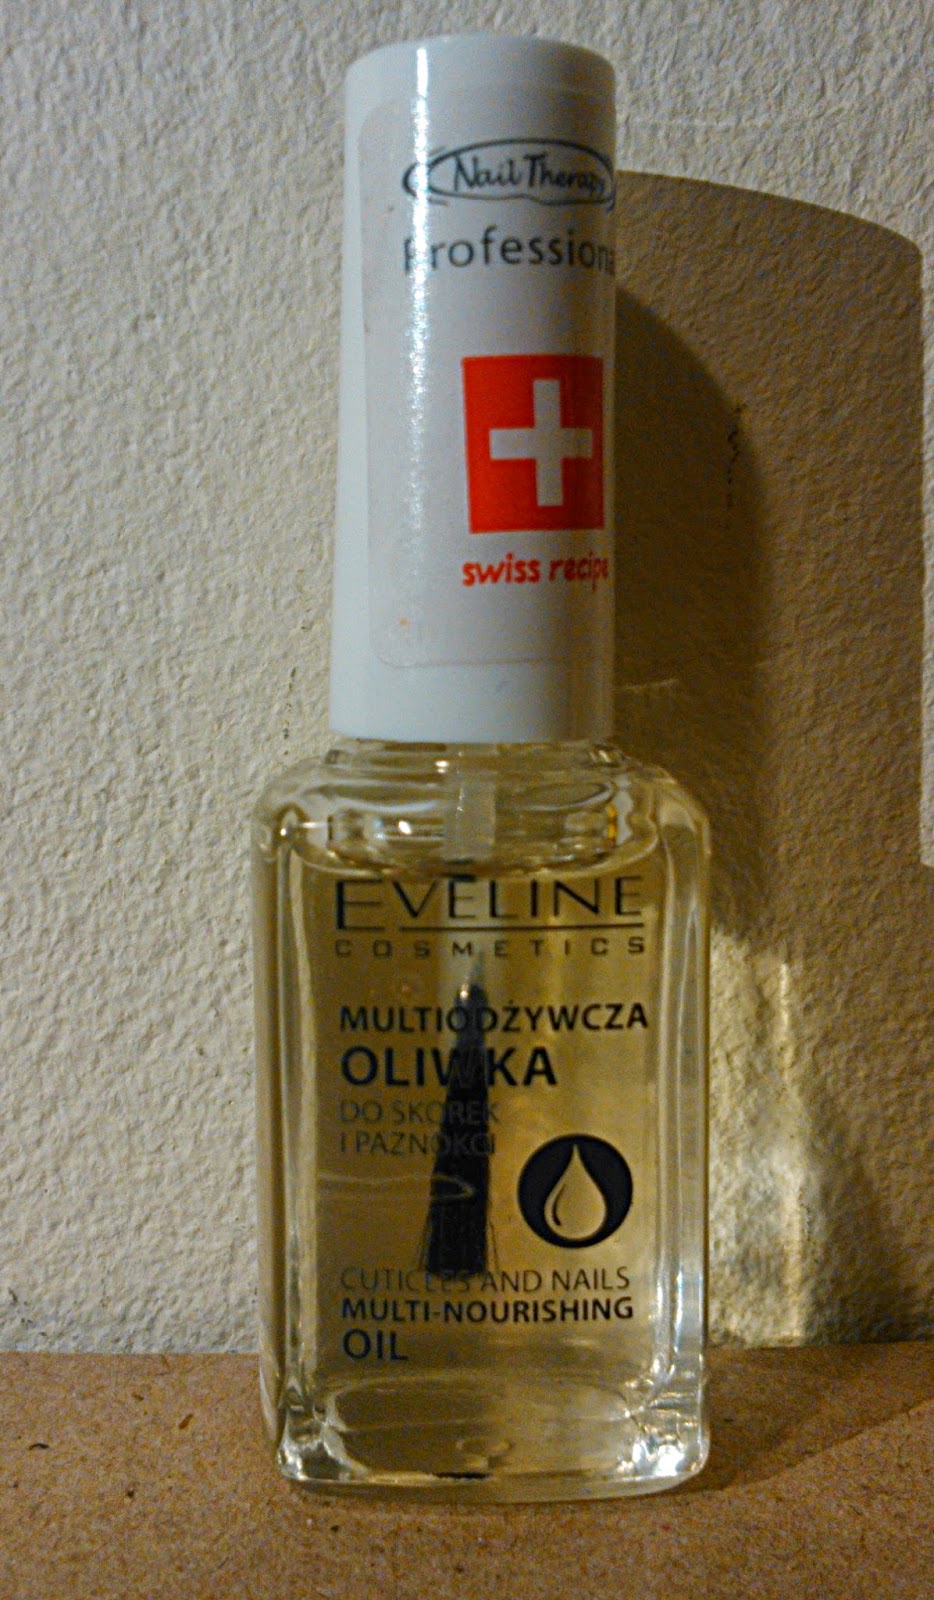 Nail Therapy
Professiona
swiss recipe
EVELINE
COSMETICS
MULTIODŻYWCZA
OLIWKA
DO SKÓREK
I PAZNOKCI
CUTICLES AND NAILS
MULTI-NOURISHING
OIL